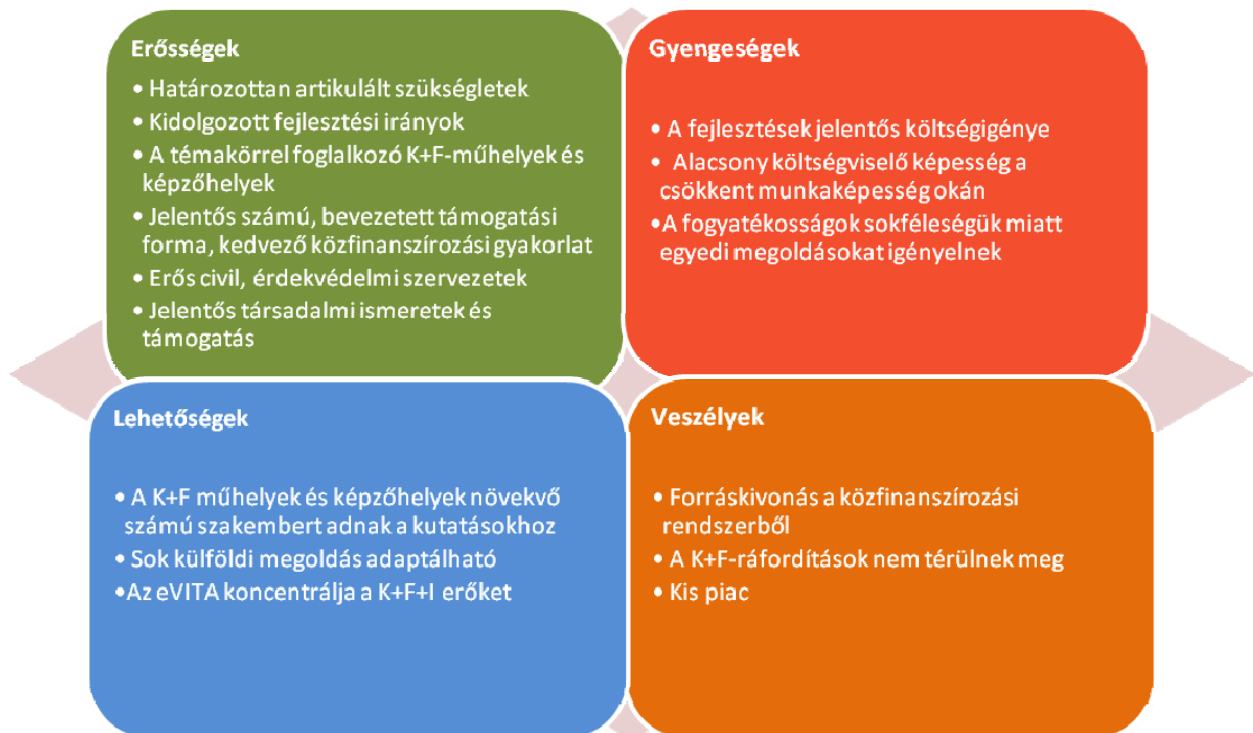 Erősségek
• Határozottan artikulált szükségletek
• Kidolgozott fejlesztési irányok
• A témakörrel foglalkozó K+F-műhelyek és
képzőhelyek
• Jelentős számú, bevezetett támogatási
forma, kedvező közfinanszírozási gyakorlat
• Erős civil, érdekvédelmi szervezetek
• Jelentős társadalmi ismeretek és
támogatás
Gyengeségek
• A fejlesztések jelentős költségigénye
• Alacsony költségviselő képesség a
csökkent munkaképesség okán
•A fogyatékosságok sokféleségük miatt
egyedi megoldásokat igényelnek
Lehetőségek
• A K+F műhelyek és képzőhelyek növekvő
számú szakembert adnak a kutatásokhoz
• Sok külföldi megoldás adaptálható
•Az eVITA koncentrálja a K+F+I erőket
Veszélyek
• Forráskivonás a közfinanszírozási
rendszerből
• A K+F-ráfordítások nem térülnek meg
• Kis piac